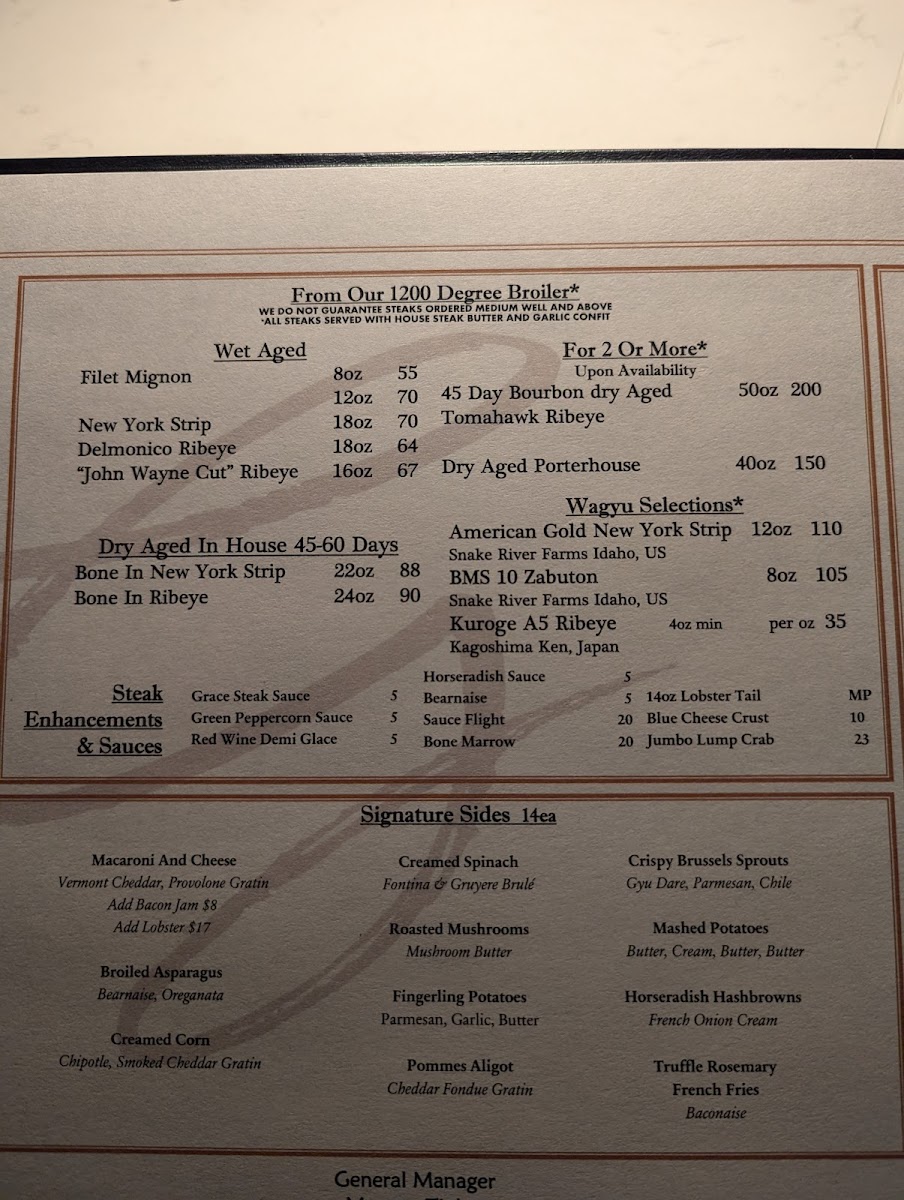 From Our 1200 Degree Broiler*
WE DO NOT GUARANTEE STEAKS ORDERED MEDIUM WELL AND ABOVE
*ALL STEAKS SERVED WITH HOUSE STEAK BUTTER AND GARLIC CONFIT
Wet Aged
Filet Mignon 8oz 55
12oz 70
New York Strip 18oz 70
Delmonico Ribeye 18oz 64
"John Wayne Cut" Ribeye 16oz 67
Dry Aged In House 45-60 Days
Bone In New York Strip 22oz 88
Bone In Ribeye 24oz 90
For 2 Or More*
Upon Availability
45 Day Bourbon dry Aged 50oz 200
Tomahawk Ribeye
Dry Aged Porterhouse 40oz 150
Wagyu Selections*
American Gold New York Strip 12oz 110
Snake River Farms Idaho, US
BMS 10 Zabuton 8oz 105
Snake River Farms Idaho, US
Kuroge A5 Ribeye 4oz min per oz 35
Kagoshima Ken, Japan
Steak
Enhancements
& Sauces
Grace Steak Sauce 5
Green Peppercorn Sauce 5
Red Wine Demi Glace 5
Horseradish Sauce 5
Bearnaise 5
Sauce Flight 20
Bone Marrow 20
14oz Lobster Tail MP
Blue Cheese Crust 10
Jumbo Lump Crab 23
Signature Sides 14ea
Macaroni And Cheese
Vermont Cheddar, Provolone Gratin
Add Bacon Jam $8
Add Lobster $17
Broiled Asparagus
Bearnaise, Oreganata
Creamed Corn
Chipotle, Smoked Cheddar Gratin
Creamed Spinach
Fontina & Gruyere Brulé
Roasted Mushrooms
Mushroom Butter
Fingerling Potatoes
Parmesan, Garlic, Butter
Pommes Aligot
Cheddar Fondue Gratin
Crispy Brussels Sprouts
Gyu Dare, Parmesan, Chile
Mashed Potatoes
Butter, Cream, Butter, Butter
Horseradish Hashbrowns
French Onion Cream
Truffle Rosemary
French Fries
Baconaise
General Manager